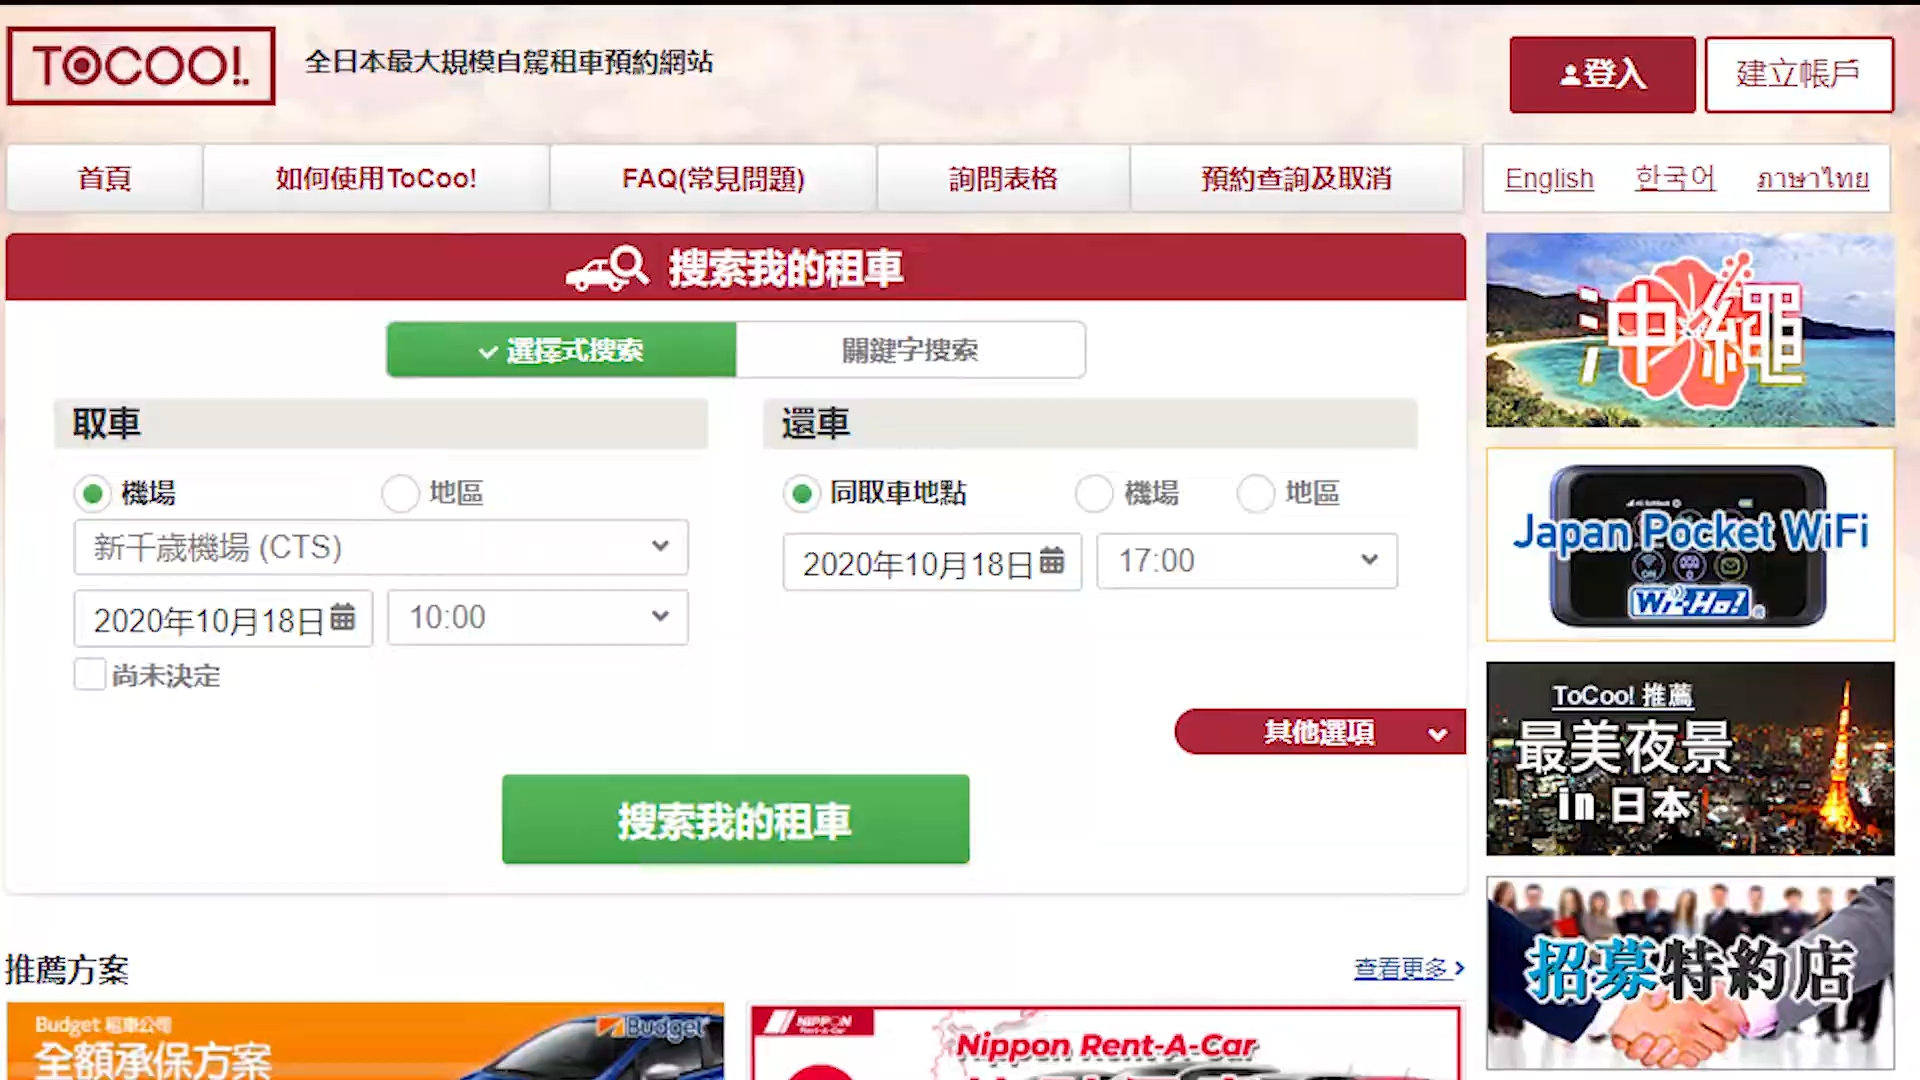 TOCOO!
全日本最大規模自駕租車預約網站
登入
建立帳戶
首頁
如何使用ToCoo!
FAQ(常見問題)
詢問表格
預約查詢及取消
English
한국어
ภาษาไทย
搜索我的租車
選擇式搜索
關鍵字搜索
取車
還車
機場
地區
同取車地點
機場
地區
新千歳機場 (CTS)
2020年10月18日
17:00
2020年10月18日
10:00
尚未決定
其他選項
搜索我的租車
沖繩
Japan Pocket WiFi
Wi-Ho!
ToCoo! 推薦
最美夜景
in 日本
招募特約店
推薦方案
查看更多
Budget 租車公司
Budget
全額承保方案
NIPPON
Rent-A-Car
Nippon Rent-A-Car